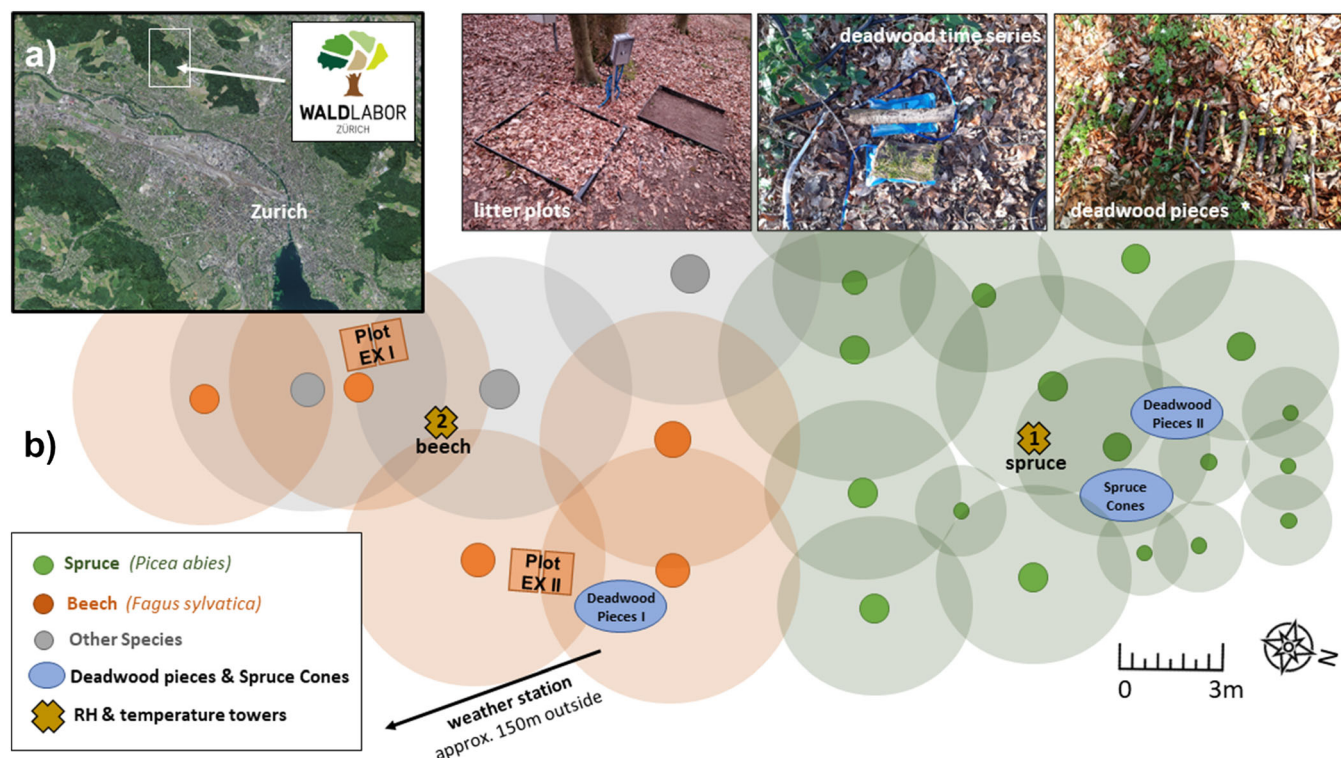 a)
WALDLABOR
ZÜRICH
Zurich
litter plots
deadwood time series
deadwood pieces *
b)
Plot
EX I
2
beech
Plot
EX II
Deadwood
Pieces I
1
spruce
Deadwood
Pieces II
Spruce
Cones
Spruce (Picea abies)
Beech (Fagus sylvatica)
Other Species
Deadwood pieces & Spruce Cones
RH & temperature towers
weather station
approx. 150m outside
0 3m
N